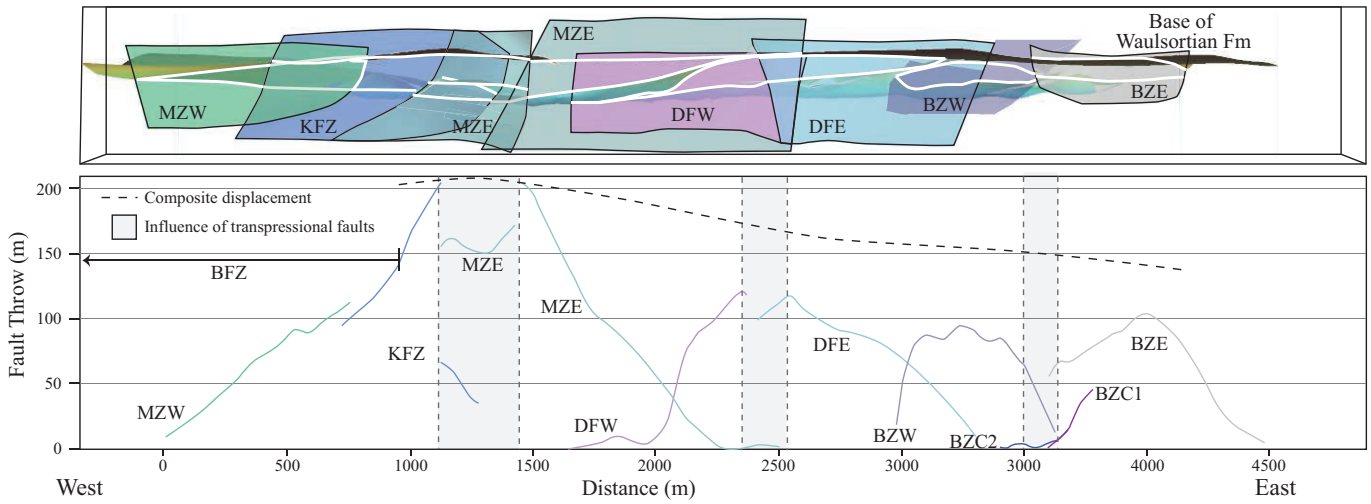 MZE
Base of
Waulsortian Fm
MZW
KFZ
MZE
DFW
DFE
BZW
BZE
200
Composite displacement
Influence of transpressional faults
150
BFZ
MZE
MZE
100
DFE
BZE
KFZ
50
BZC1
MZW
DFW
BZW
BZC2
0
Fault Throw (m)
0 500 1000 1500 2000 2500 3000 3000 4000 4500
West Distance (m) East